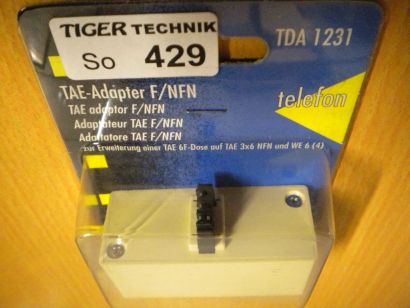 TIGER TECHNIK
So 429
TDA 1231
TAE-Adapter F/NFN
TAE adaptor F/NFN
Adaptateur TAE F/NFN
Adattatore TAE F/NFN
zur Erweiterung einer TAE 6F-Dose auf TAE 3x6 NFN und WE 6 (4)
telefon